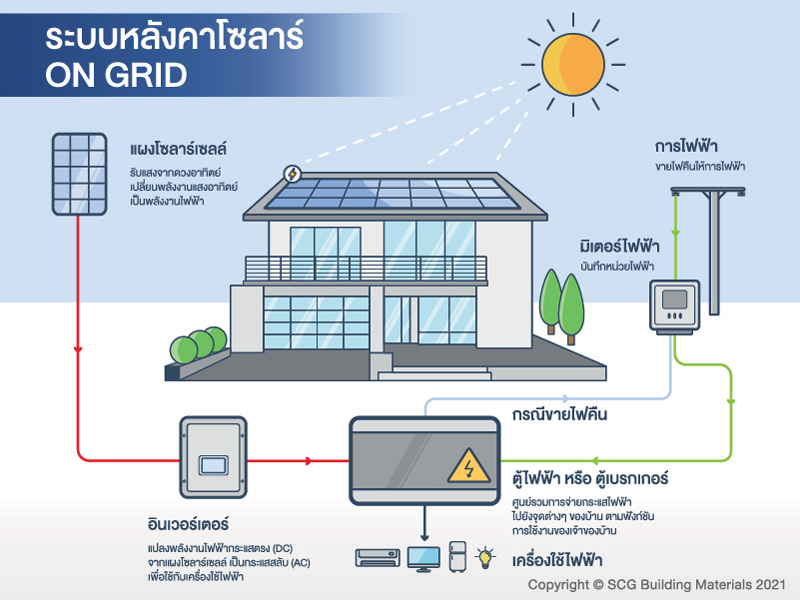 ระบบหลังคาโซลาร์
ON GRID
แผงโซลาร์เซลล์
รับแสงจากดวงอาทิตย์
เปลี่ยนพลังงานแสงอาทิตย์
เป็นพลังงานไฟฟ้า
การไฟฟ้า
ขายไฟคืนให้การไฟฟ้า
มิเตอร์ไฟฟ้า
บันทึกหน่วยไฟฟ้า
กรณีขายไฟคืน
ตู้ไฟฟ้า หรือ ตู้เบรกเกอร์
ศูนย์รวมการจ่ายกระแสไฟฟ้า
ไปยังจุดต่างๆ ของบ้าน ตามฟังก์ชัน
การใช้งานของเจ้าของบ้าน
อินเวอร์เตอร์
แปลงพลังงานไฟฟ้ากระแสตรง (DC)
จากแผงโซลาร์เซลล์ เป็นกระแสสลับ (AC)
เพื่อใช้กับเครื่องใช้ไฟฟ้า
เครื่องใช้ไฟฟ้า
Copyright © SCG Building Materials 2021